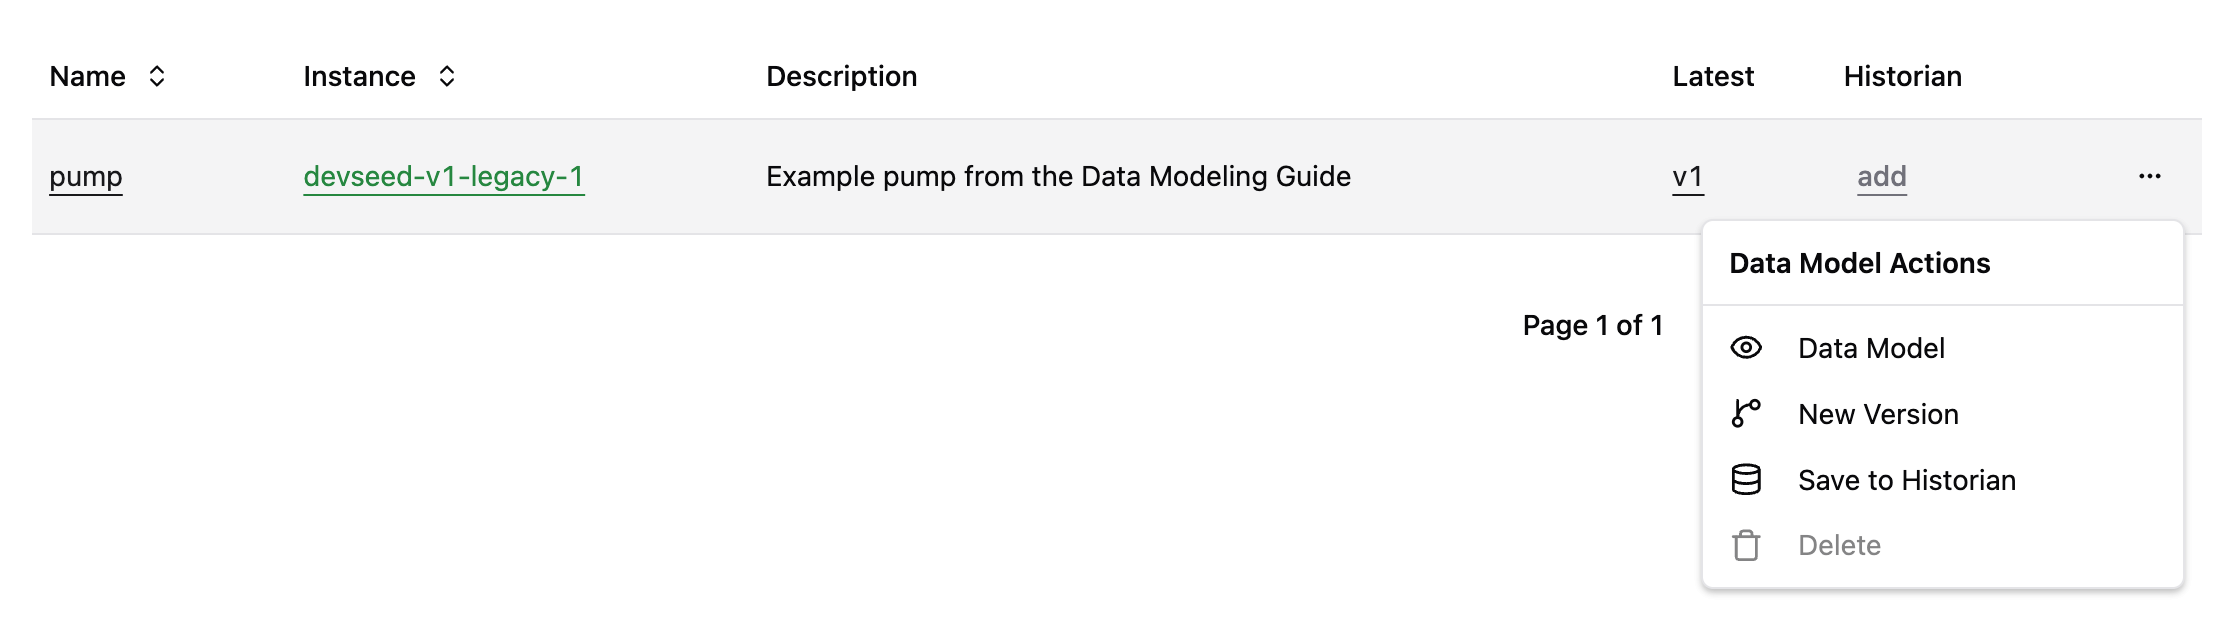 Name Instance Description Latest Historian
pump devseed-v1-legacy-1 Example pump from the Data Modeling Guide v1 add ...
Data Model Actions
Page 1 of 1
Data Model
New Version
Save to Historian
Delete